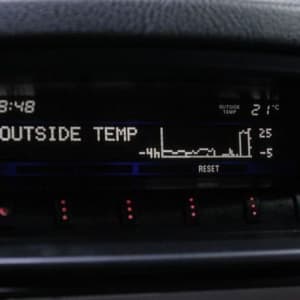 8:48 OUTSIDE TEMP 21°C
OUTSIDE TEMP 25
-4h -5
RESET